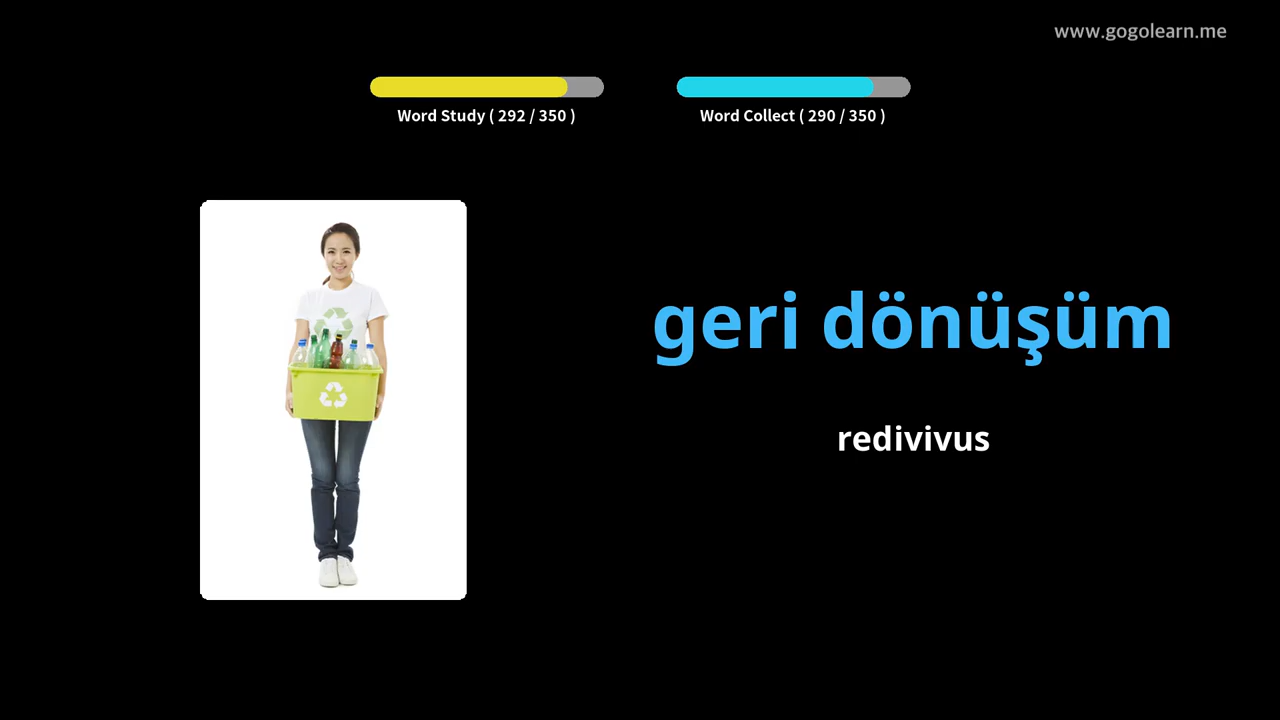 www.gogolearn.me
Word Study ( 292 / 350 )
Word Collect ( 290 / 350 )
geri dönüşüm
redivivus